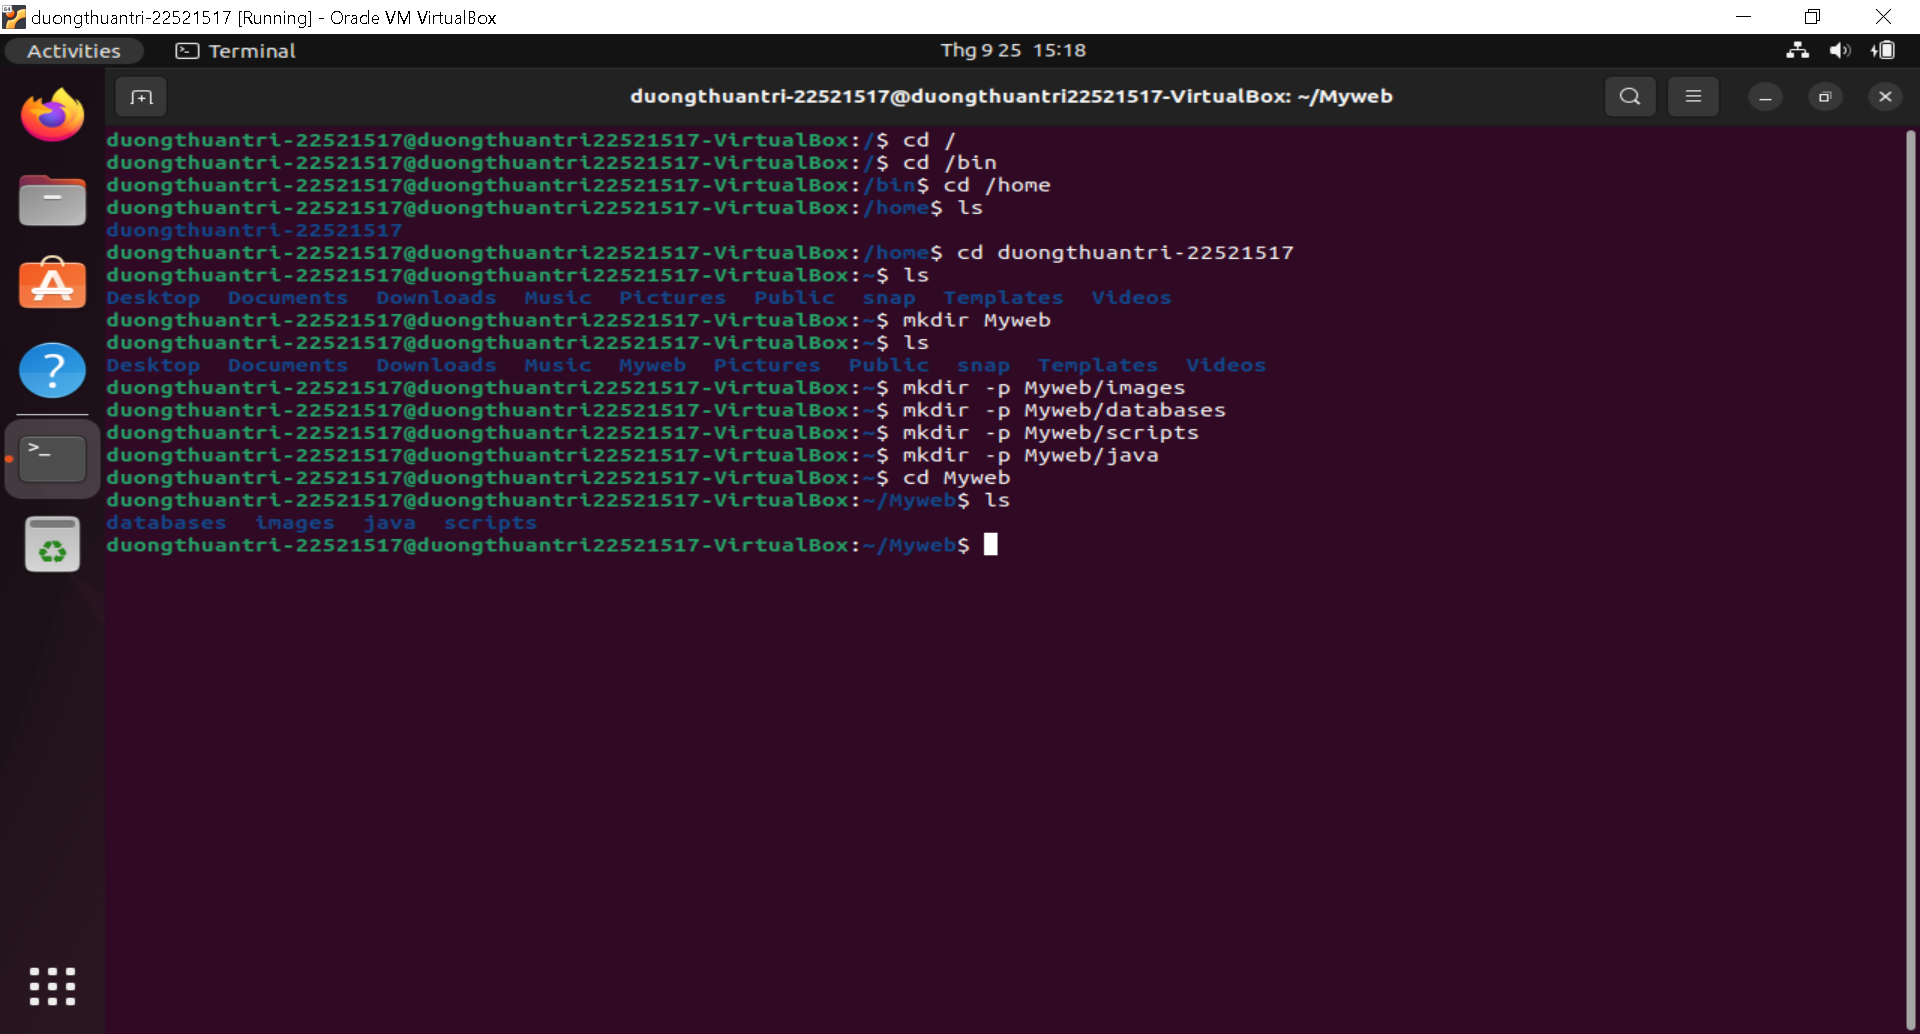 duongthuantri-22521517 [Running] - Oracle VM VirtualBox
Activities Terminal Thg 9 25 15:18
duongthuantri-22521517@duongthuantri22521517-VirtualBox: ~/Myweb
duongthuantri-22521517@duongthuantri22521517-VirtualBox:/$ cd /
duongthuantri-22521517@duongthuantri22521517-VirtualBox:/$ cd /bin
duongthuantri-22521517@duongthuantri22521517-VirtualBox:/bin$ cd /home
duongthuantri-22521517@duongthuantri22521517-VirtualBox:/home$ ls
duongthuantri-22521517
duongthuantri-22521517@duongthuantri22521517-VirtualBox:/home$ cd duongthuantri-22521517
duongthuantri-22521517@duongthuantri22521517-VirtualBox:~$ ls
Desktop Documents Downloads Music Pictures Public snap Templates Videos
duongthuantri-22521517@duongthuantri22521517-VirtualBox:~$ mkdir Myweb
duongthuantri-22521517@duongthuantri22521517-VirtualBox:~$ ls
Desktop Documents Downloads Music Myweb Pictures Public snap Templates Videos
duongthuantri-22521517@duongthuantri22521517-VirtualBox:~$ mkdir -p Myweb/images
duongthuantri-22521517@duongthuantri22521517-VirtualBox:~$ mkdir -p Myweb/databases
duongthuantri-22521517@duongthuantri22521517-VirtualBox:~$ mkdir -p Myweb/scripts
duongthuantri-22521517@duongthuantri22521517-VirtualBox:~$ mkdir -p Myweb/java
duongthuantri-22521517@duongthuantri22521517-VirtualBox:~$ cd Myweb
duongthuantri-22521517@duongthuantri22521517-VirtualBox:~/Myweb$ ls
databases images java scripts
duongthuantri-22521517@duongthuantri22521517-VirtualBox:~/Myweb$